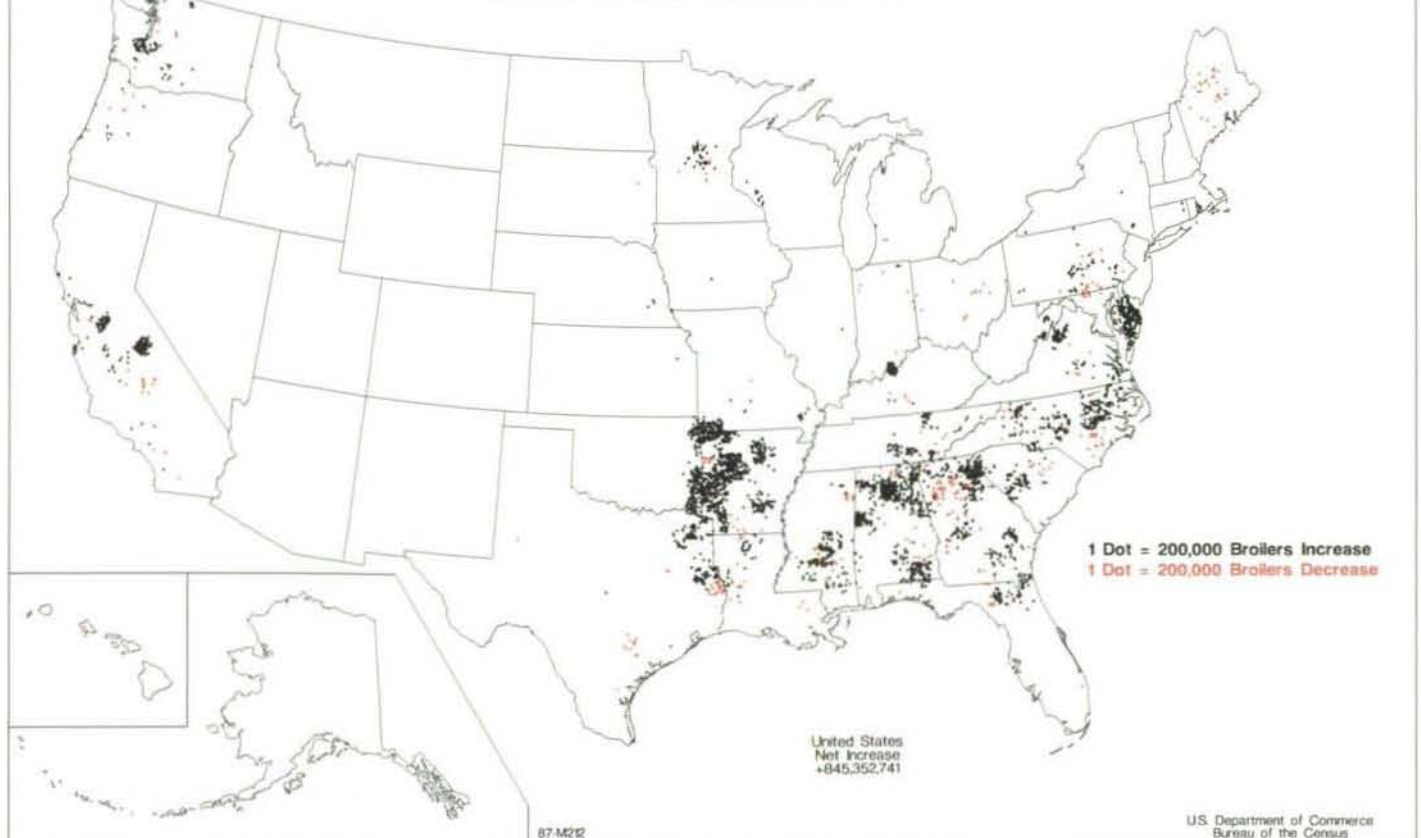 1 Dot = 200,000 Broilers Increase
1 Dot = 200,000 Broilers Decrease
United States
Net Increase
+845,352,741
87-M212
U.S. Department of Commerce
Bureau of the Census